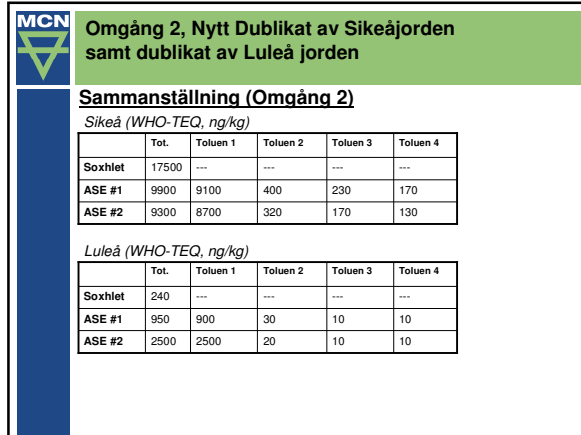 MCN
Omgång 2, Nytt Dublikat av Sikeåjorden
samt dublikat av Luleå jorden
Sammanställning (Omgång 2)
Sikeå (WHO-TEQ, ng/kg)
Tot. Toluen 1 Toluen 2 Toluen 3 Toluen 4
Soxhlet 17500 --- --- --- ---
ASE #1 9900 9100 400 230 170
ASE #2 9300 8700 320 170 130
Luleå (WHO-TEQ, ng/kg)
Tot. Toluen 1 Toluen 2 Toluen 3 Toluen 4
Soxhlet 240 --- --- --- ---
ASE #1 950 900 30 10 10
ASE #2 2500 2500 20 10 10